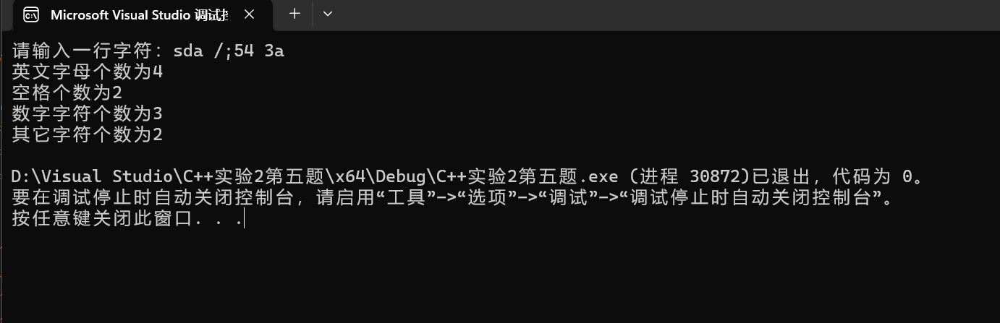 Microsoft Visual Studio 调试控
请输入一行字符：sda /;54 3a
英文字母个数为4
空格个数为2
数字字符个数为3
其它字符个数为2
D:\Visual Studio\C++实验2第五题\x64\Debug\C++实验2第五题.exe (进程 30872)已退出，代码为 0。
要在调试停止时自动关闭控制台，请启用“工具”->“选项”->“调试”->“调试停止时自动关闭控制台”。
按任意键关闭此窗口. . .